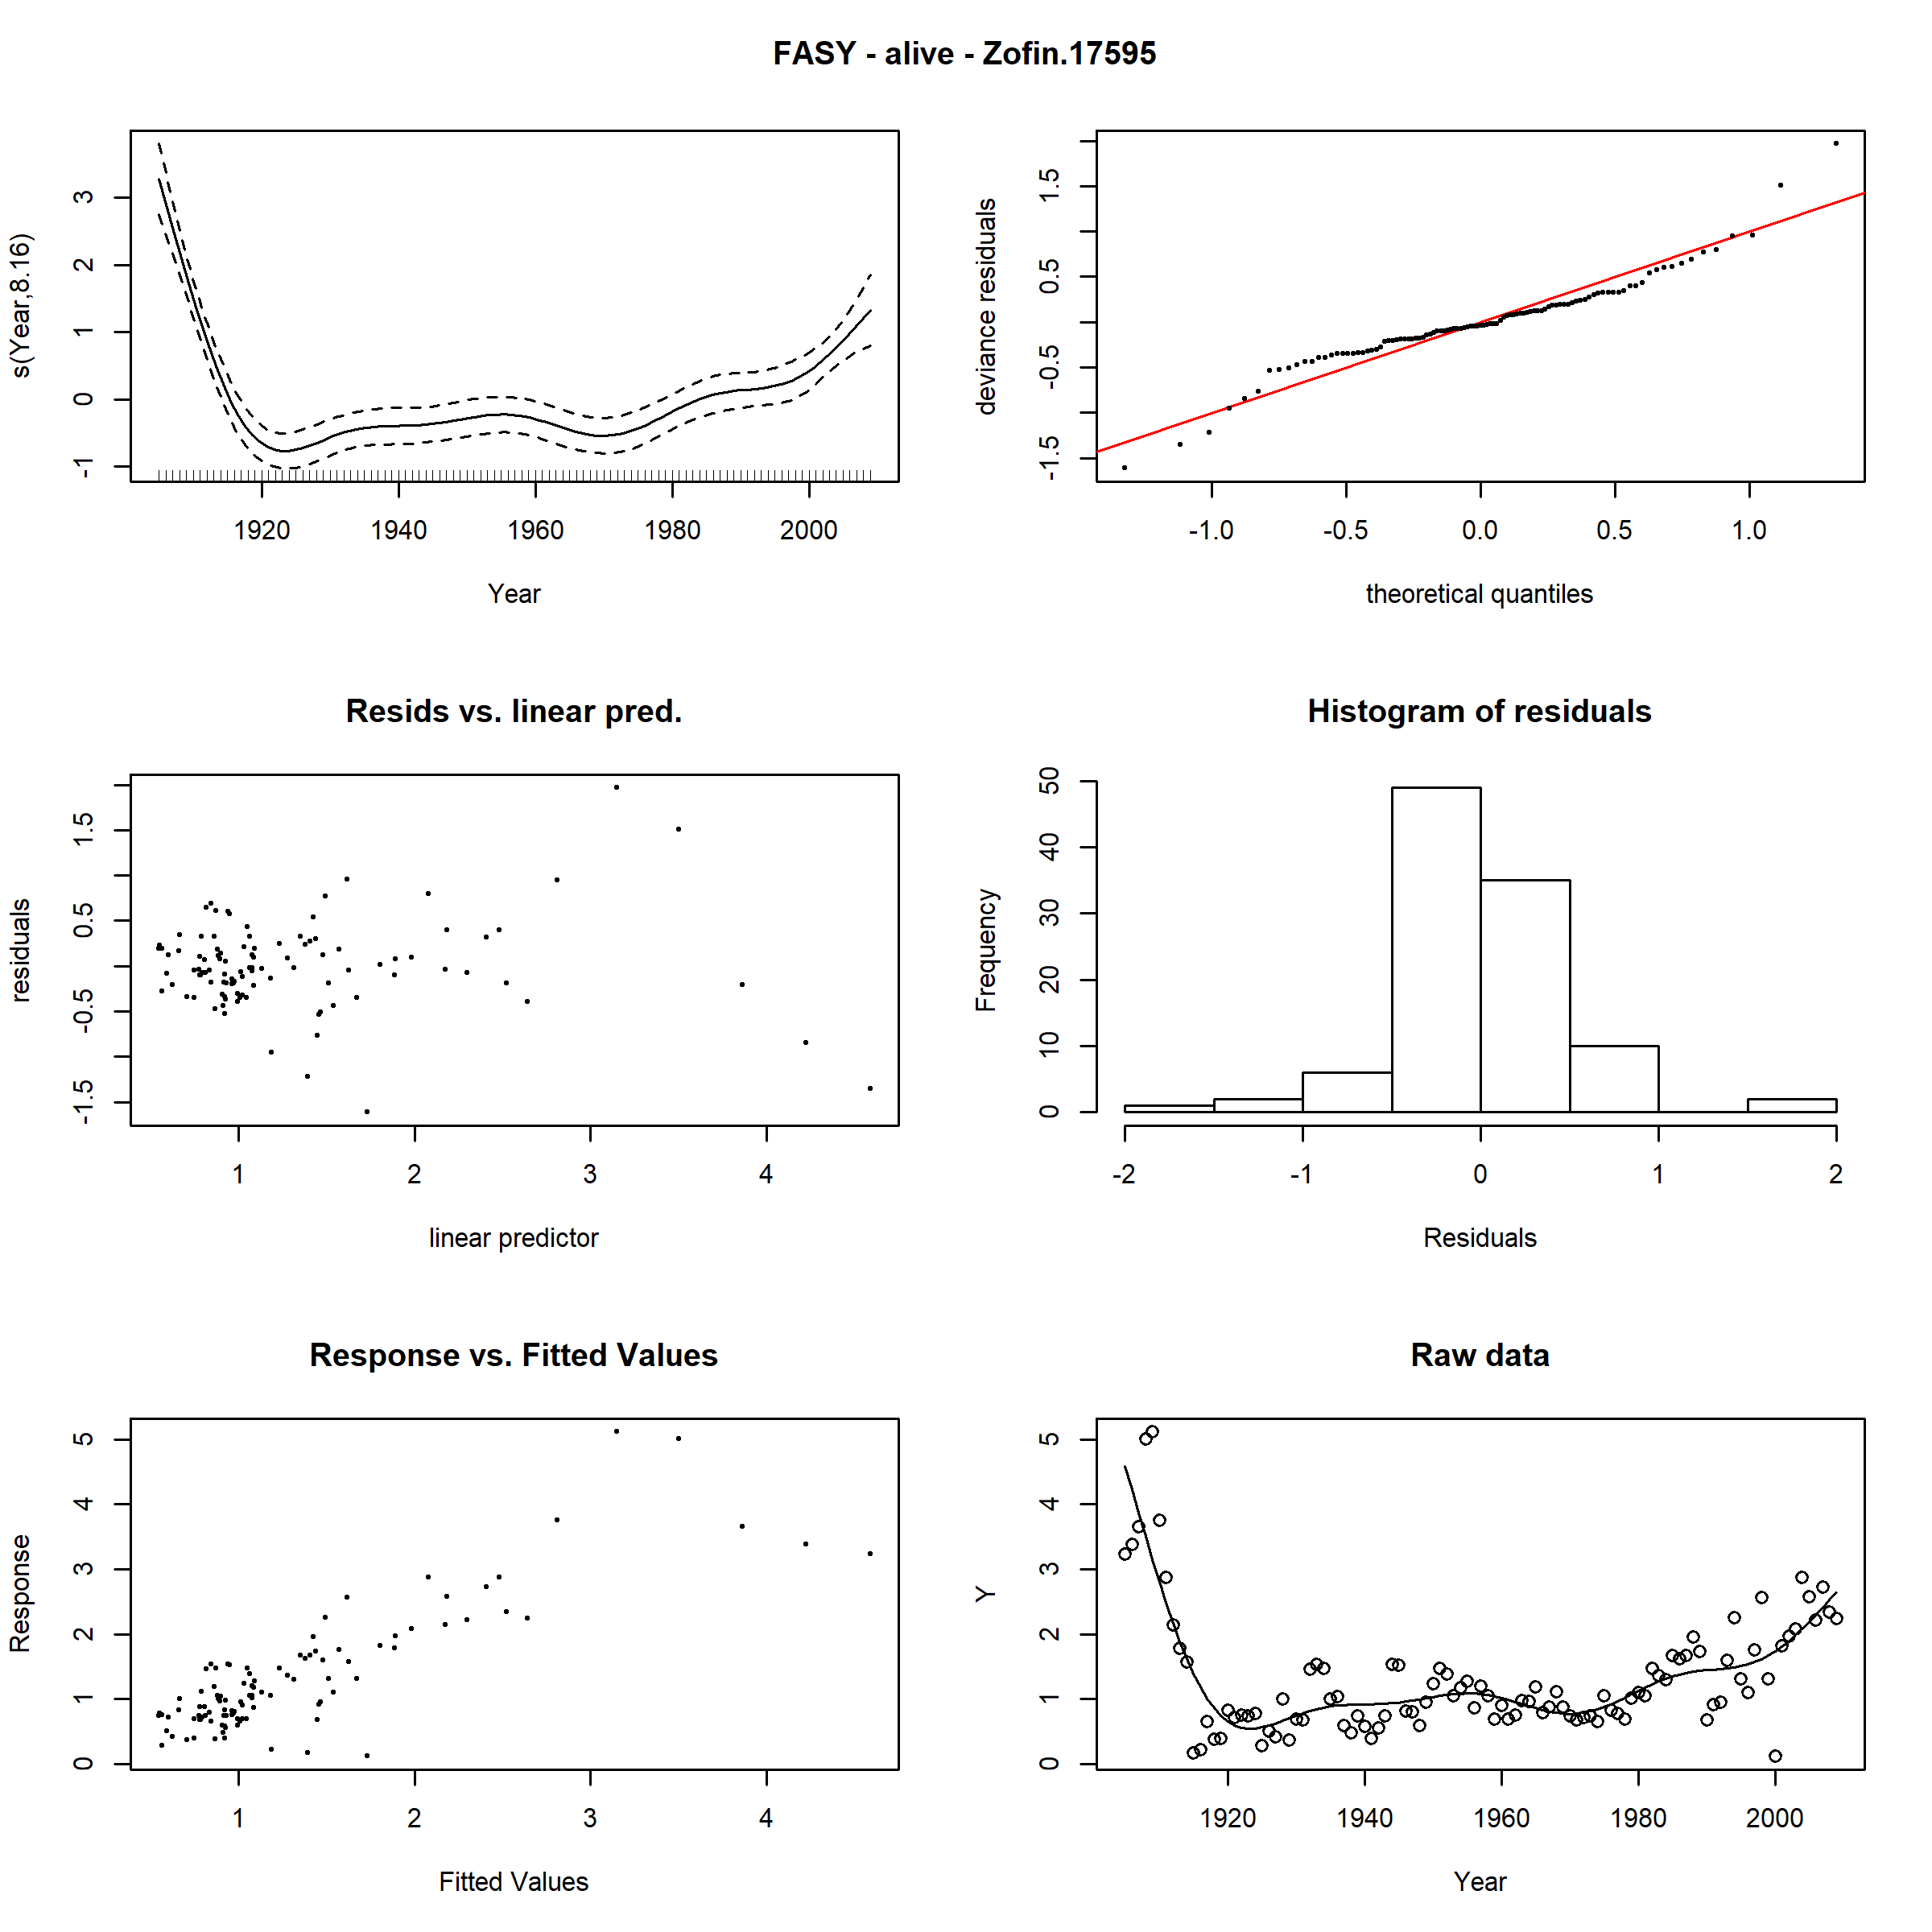 FASY - alive - Zofin.17595
s(Year,8.16)
-1 0 1 2 3
1920 1940 1960 1980 2000
Year
deviance residuals
-1.5 -0.5 0.5 1.5
-1.0 -0.5 0.0 0.5 1.0
theoretical quantiles
Resids vs. linear pred.
residuals
-1.5 -0.5 0.5 1.5
1 2 3 4
linear predictor
Histogram of residuals
Frequency
0 10 20 30 40 50
-2 -1 0 1 2
Residuals
Response vs. Fitted Values
Response
0 1 2 3 4 5
1 2 3 4
Fitted Values
Raw data
Y
0 1 2 3 4 5
1920 1940 1960 1980 2000
Year